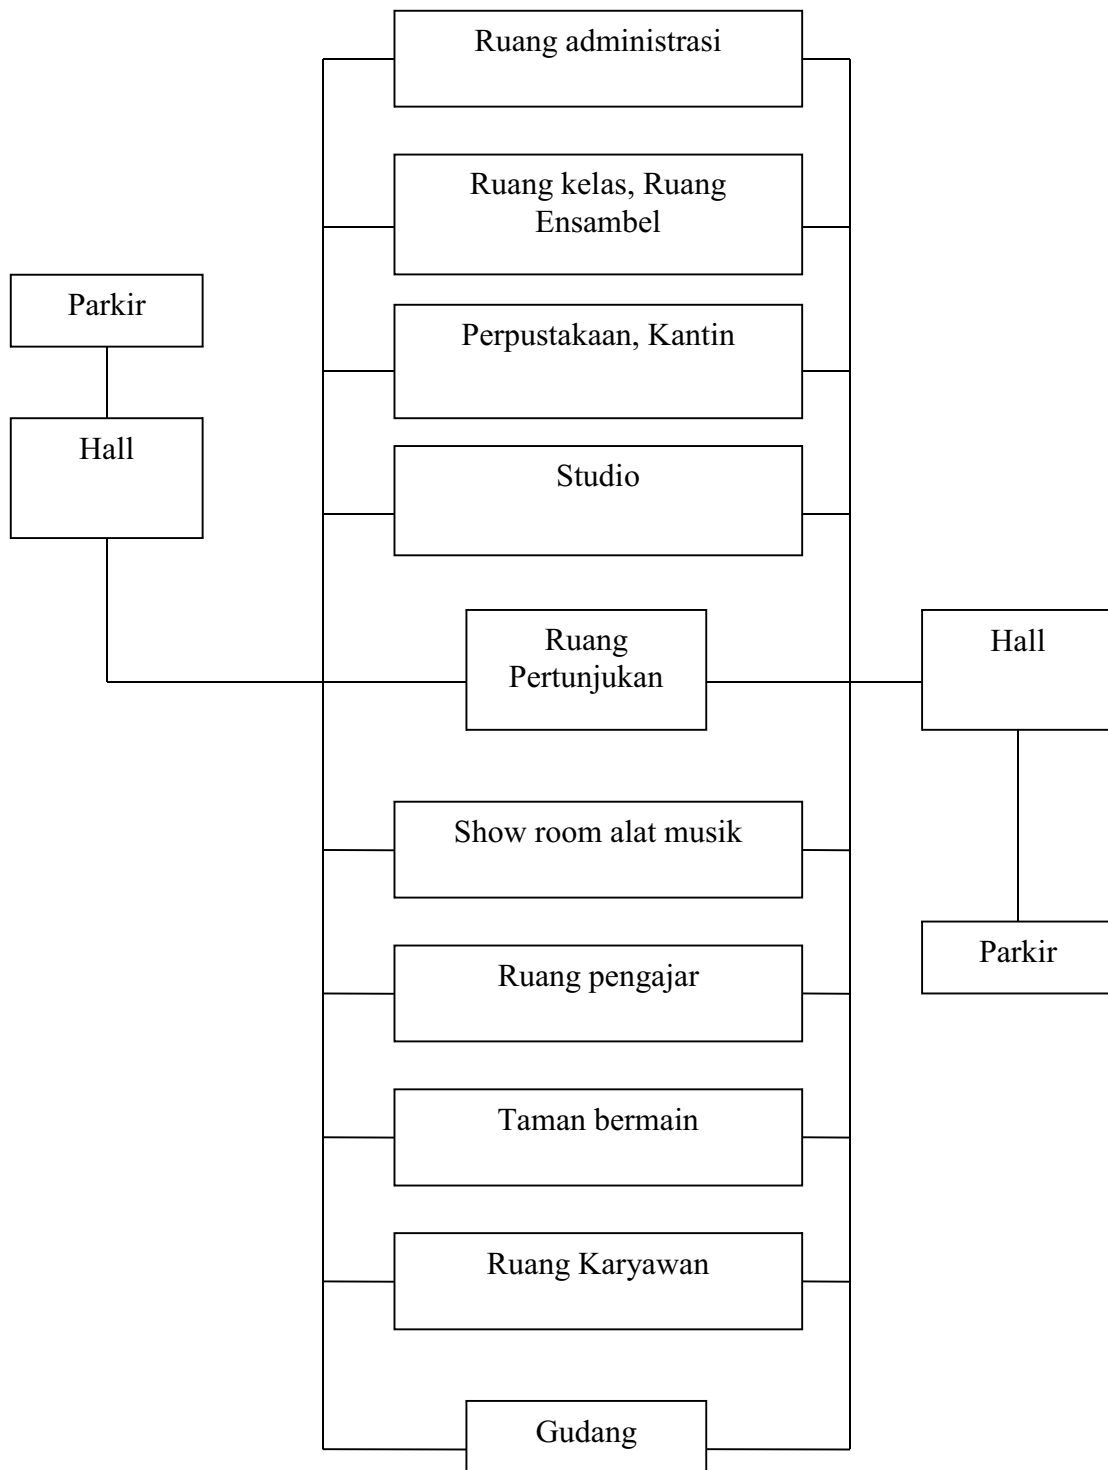 Ruang administrasi
Ruang kelas, Ruang
Ensambel
Parkir
Perpustakaan, Kantin
Hall
Studio
Ruang
Pertunjukan
Hall
Show room alat musik
Parkir
Ruang pengajar
Taman bermain
Ruang Karyawan
Gudang